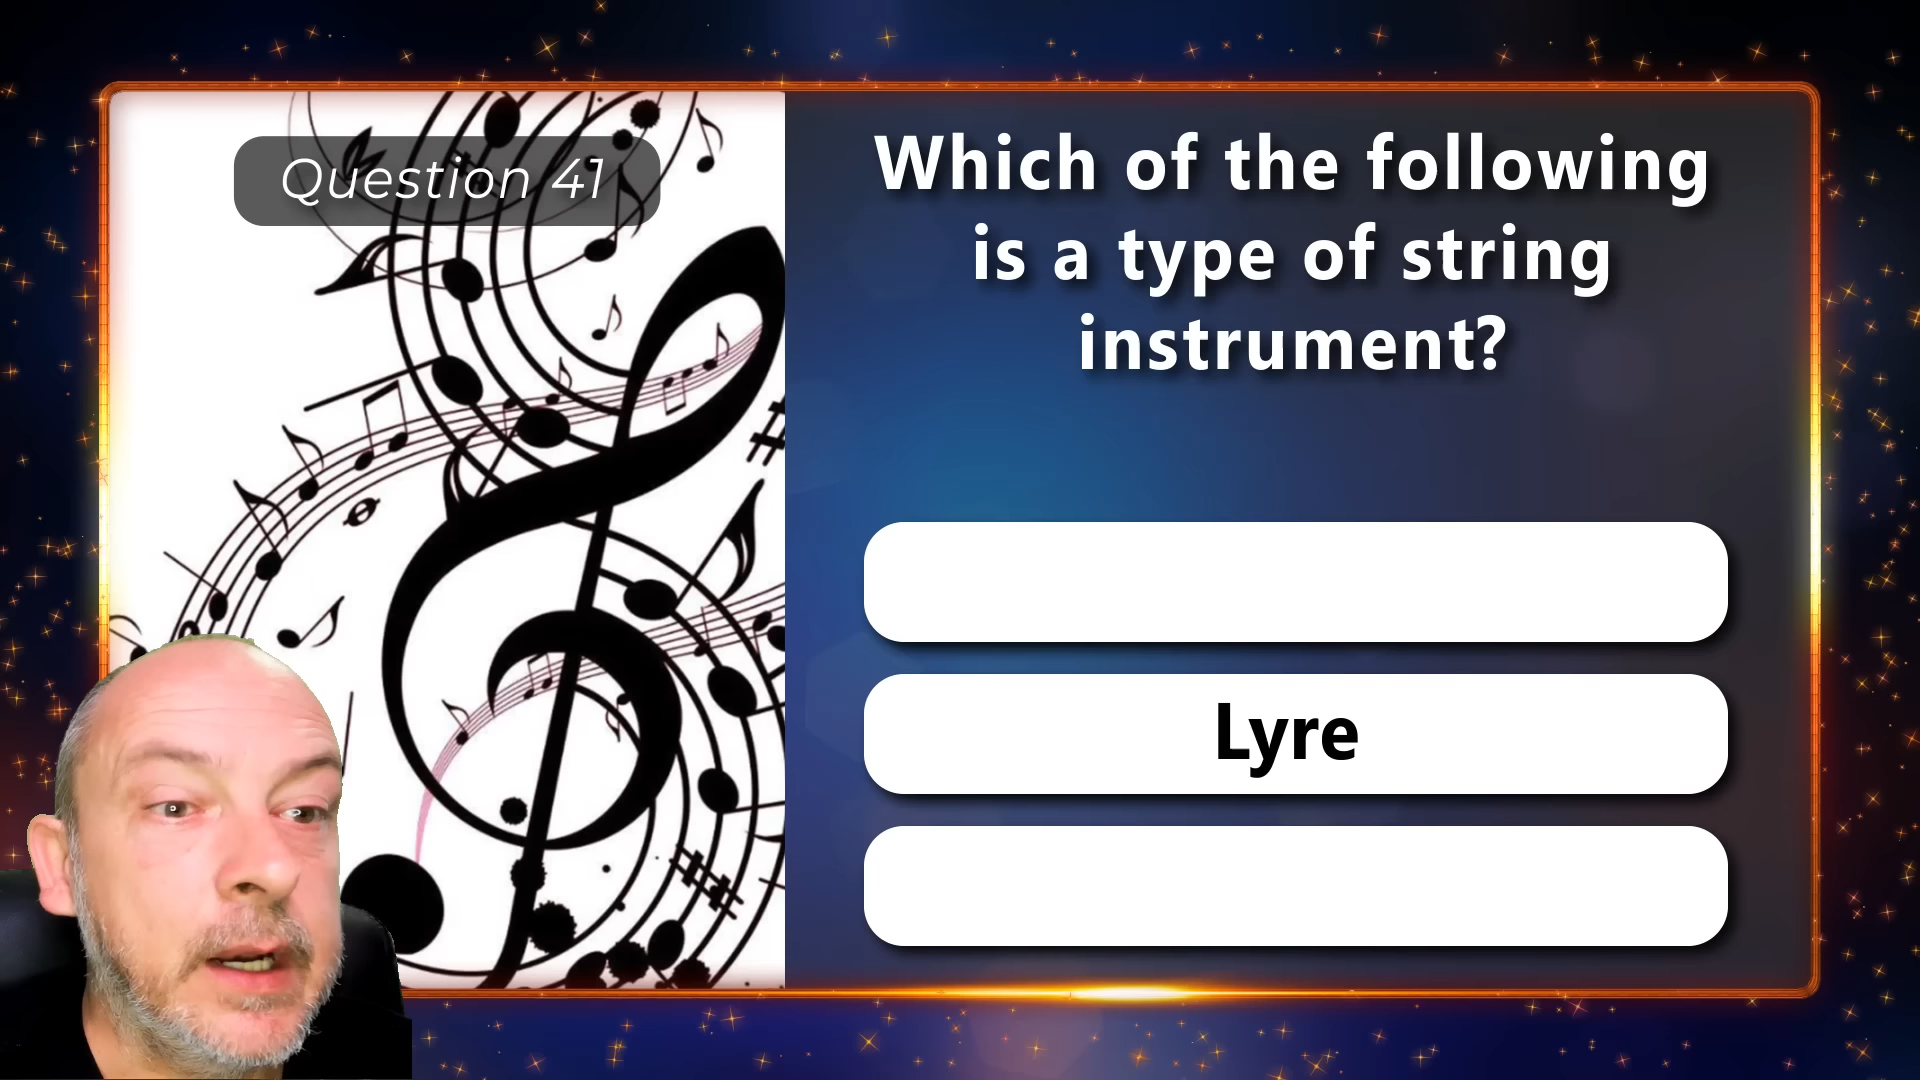 Question 41
Which of the following
is a type of string
instrument?
Lyre